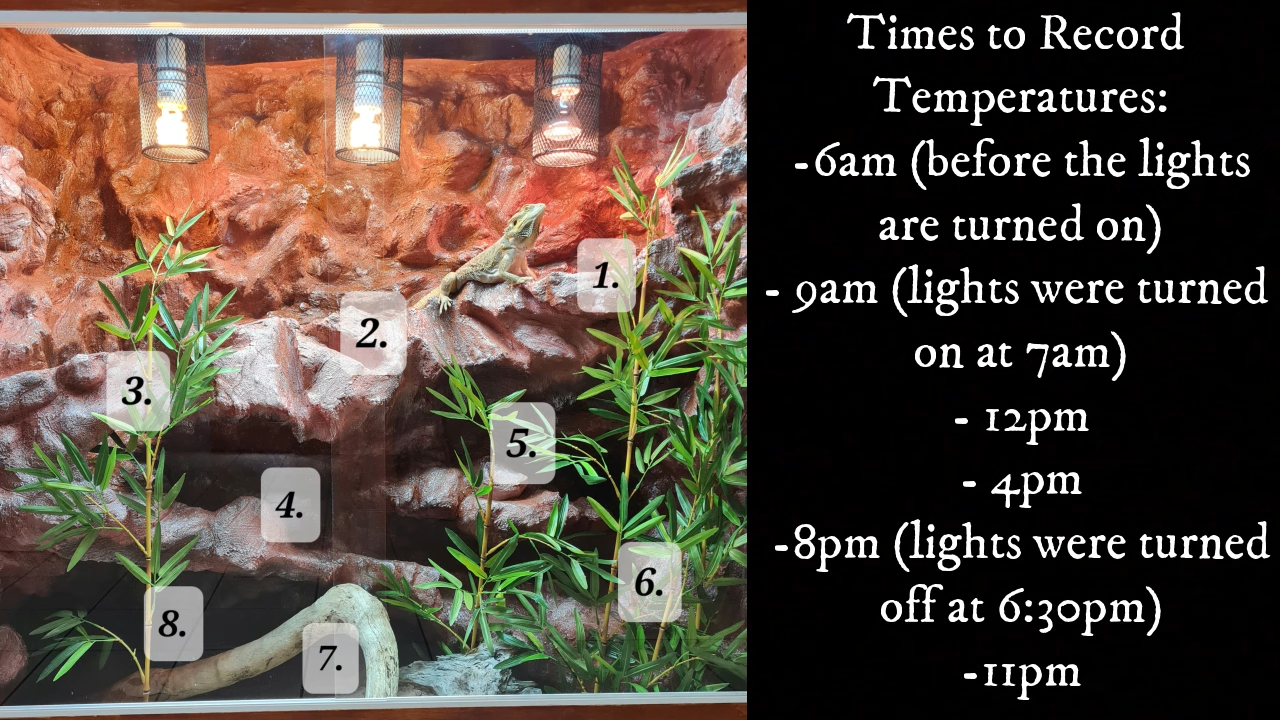 1.
2.
3.
4.
5.
6.
7.
8.
Times to Record
Temperatures:
-6am (before the lights
are turned on)
- 9am (lights were turned
on at 7am)
- 12pm
- 4pm
-8pm (lights were turned
off at 6:30pm)
-11pm